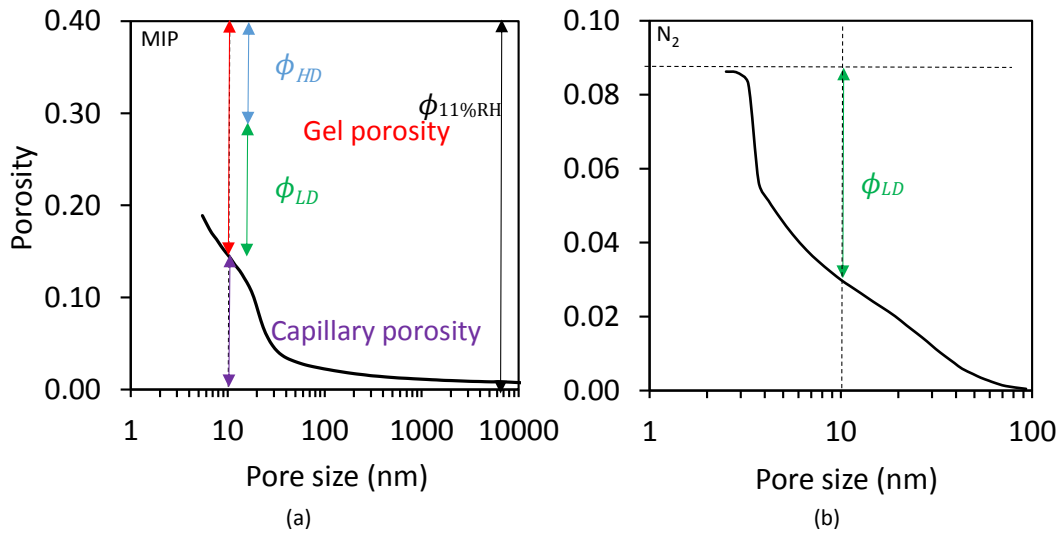 MIP
0.40
0.30
0.20
0.10
0.00
Porosity
ϕHD
ϕ11%RH
Gel porosity
ϕLD
Capillary porosity
1 10 100 1000 10000
Pore size (nm)
(a)
N2
0.10
0.08
0.06
0.04
0.02
0.00
Porosity
ϕLD
1 10 100
Pore size (nm)
(b)